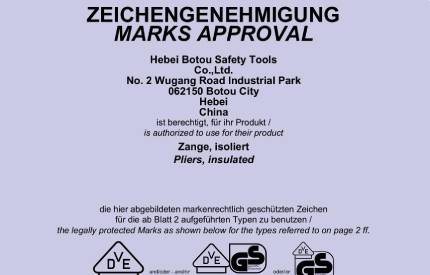 ZEICHENGENEHMIGUNG
MARKS APPROVAL
Hebei Botou Safety Tools
Co.,Ltd.
No. 2 Wugang Road Industrial Park
062150 Botou City
Hebei
China
ist berechtigt, für ihr Produkt /
is authorized to use for their product
Zange, isoliert
Pliers, insulated
die hier abgebildeten markenrechtlich geschützten Zeichen
für die ab Blatt 2 aufgeführten Typen zu benutzen /
the legally protected Marks as shown below for the types referred to on page 2 ff.
DVE and/oder - and/or DVE GS oder/or DVE GS